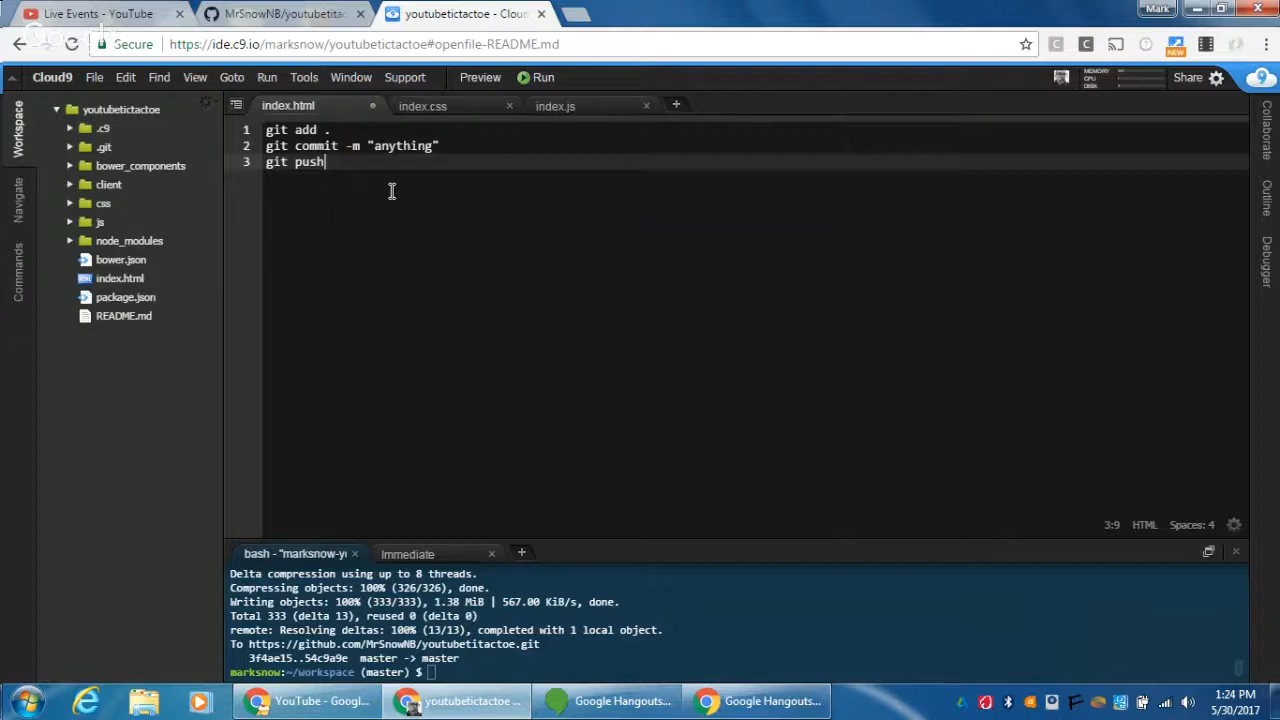 Live Events - YouTube
MrSnowNB/youtubetitac
youtubetictactoe - Cloud
Mark
Secure
https://ide.c9.io/marksnow/youtubetictactoe#openfile-README.md
NEW
Cloud9 File Edit Find View Goto Run Tools Window Support Preview Run
MEMORY
CPU
DISK
Share
Workspace
Navigate
Commands
youtubetictactoe
.c9
.git
bower_components
client
css
js
node_modules
bower.json
index.html
package.json
README.md
index.html index.css index.js
1 git add .
2 git commit -m "anything"
3 git push
Collaborate
Outline
Debugger
3:9 HTML Spaces: 4
bash - "marksnow-yo Immediate
Delta compression using up to 8 threads.
Compressing objects: 100% (326/326), done.
Writing objects: 100% (333/333), 1.38 MiB | 567.00 KiB/s, done.
Total 333 (delta 13), reused 0 (delta 0)
remote: Resolving deltas: 100% (13/13), completed with 1 local object.
To https://github.com/MrSnowNB/youtubetitactoe.git
3f4ae15..54c9a9e master -> master
marksnow:~/workspace (master) $
YouTube - Googl...
youtubetictactoe ...
Google Hangouts...
Google Hangouts...
1:24 PM
5/30/2017